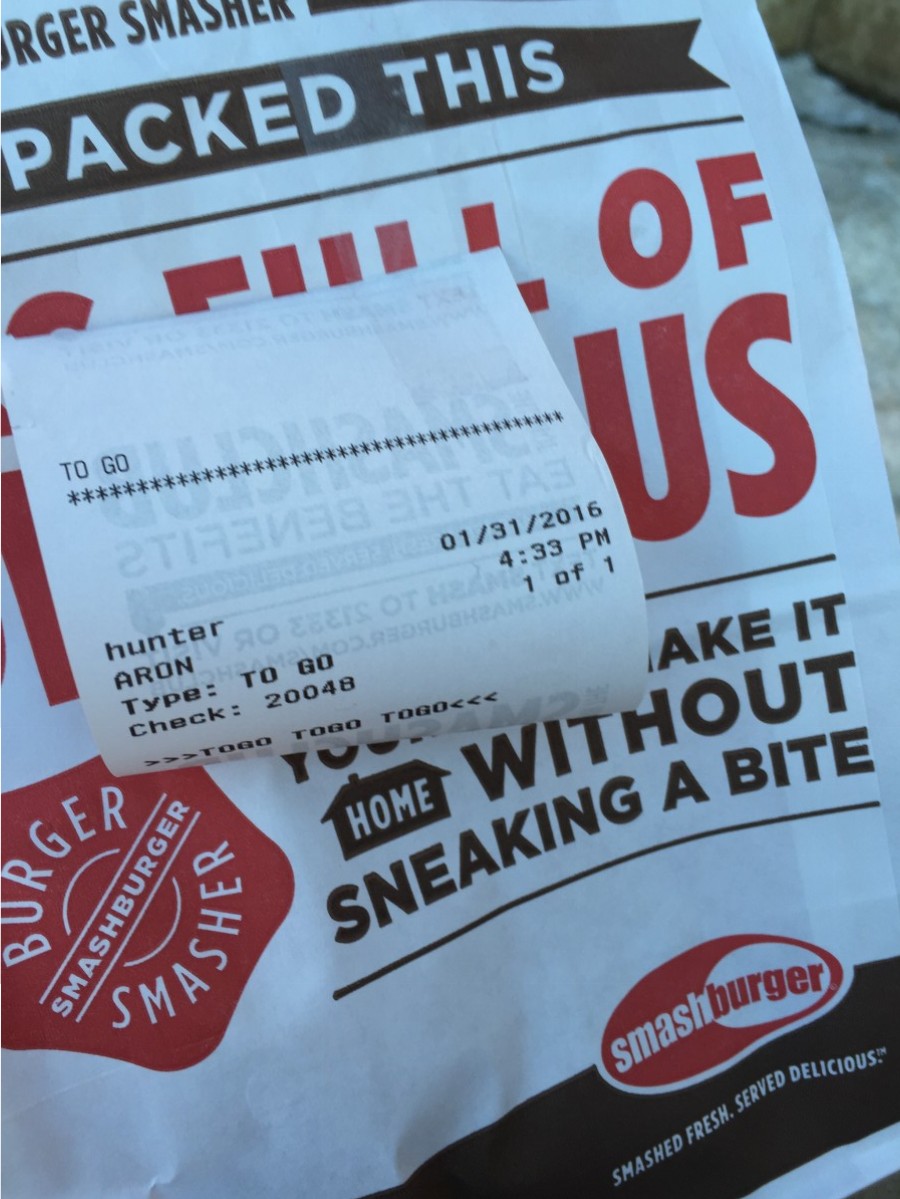 RGER SMASHER
PACKED THIS
FULL OF
US
TO GO
****************************************
01/31/2016
4:33 PM
1 of 1
hunter
ARON
Type: TO GO
Check: 20048
>>>TOGO TOGO TOGO<<<
AKE IT
HOME WITHOUT
SNEAKING A BITE
BURGER
SMASHBURGER
SMASHER
smashburger
SMASHED FRESH. SERVED DELICIOUS.™